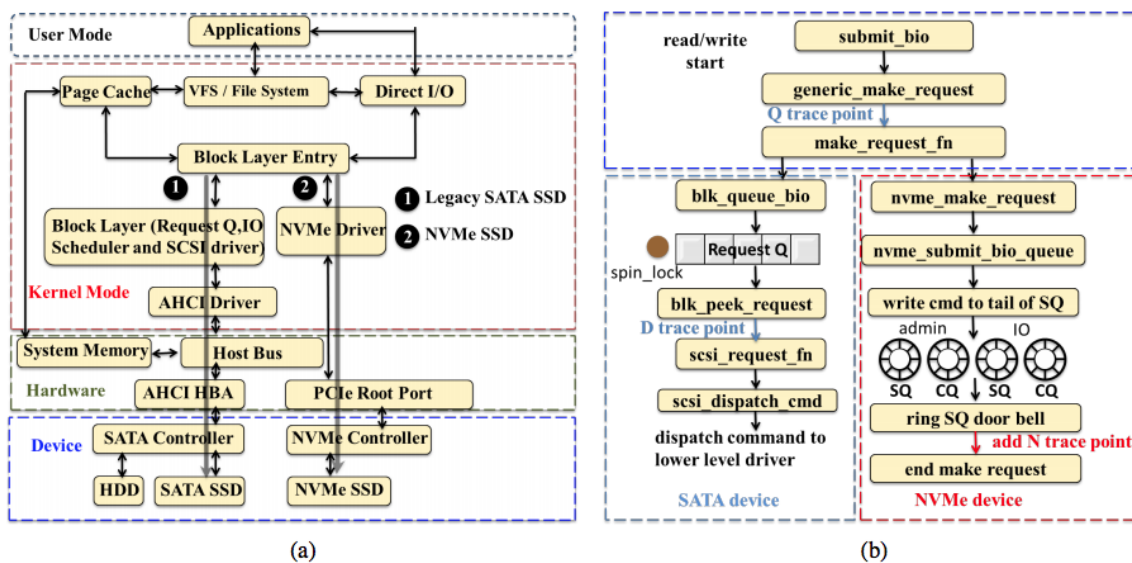 User Mode
Applications
Page Cache
VFS / File System
Direct I/O
Block Layer Entry
1
2
1 Legacy SATA SSD
2 NVMe SSD
Block Layer (Request Q,IO
Scheduler and SCSI driver)
NVMe Driver
Kernel Mode
AHCI Driver
System Memory
Host Bus
Hardware
AHCI HBA
PCIe Root Port
Device
SATA Controller
NVMe Controller
HDD
SATA SSD
NVMe SSD
(a)
read/write
start
submit_bio
generic_make_request
Q trace point
make_request_fn
blk_queue_bio
Request Q
spin_lock
blk_peek_request
D trace point
scsi_request_fn
scsi_dispatch_cmd
dispatch command to
lower level driver
SATA device
nvme_make_request
nvme_submit_bio_queue
write cmd to tail of SQ
admin
IO
SQ
CQ
SQ
CQ
ring SQ door bell
add N trace point
end make request
NVMe device
(b)